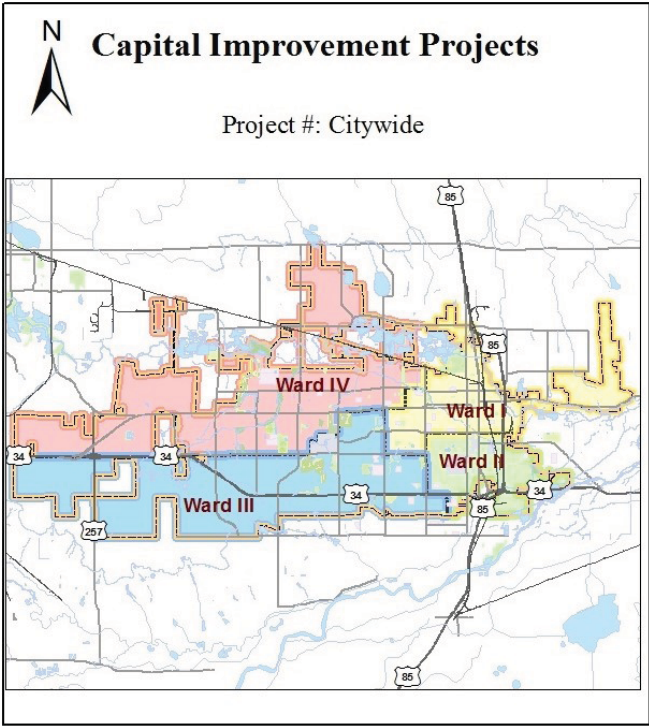 N
Capital Improvement Projects
Project #: Citywide
85
85
Ward IV
Ward I
34
34
Ward II
Ward III
34
34
85
257
85